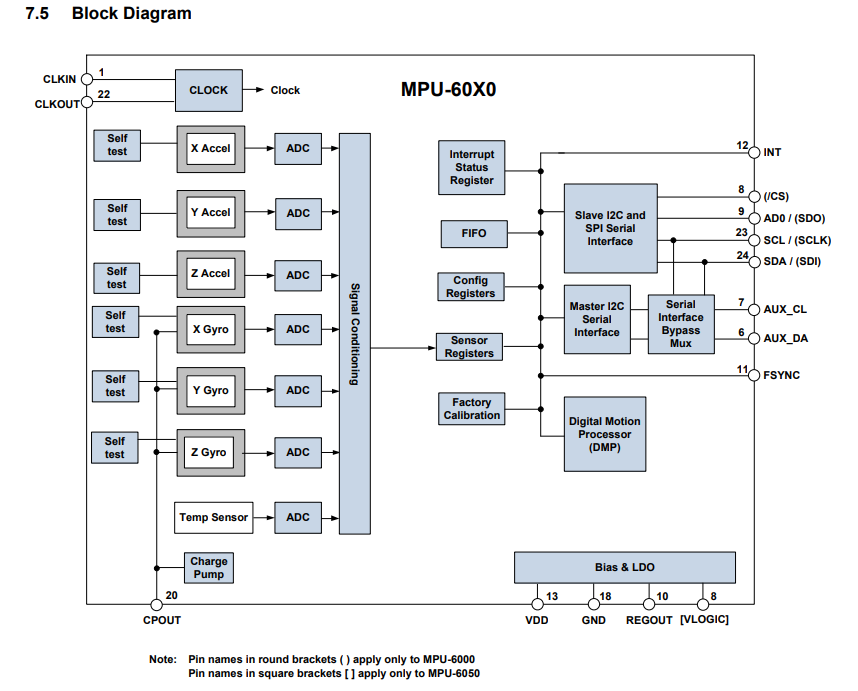 7.5 Block Diagram
MPU-60X0
CLKIN
1
CLOCK
Clock
CLKOUT
22
Self
test
X Accel
ADC
Self
test
Y Accel
ADC
Self
test
Z Accel
ADC
Self
test
X Gyro
ADC
Self
test
Y Gyro
ADC
Self
test
Z Gyro
ADC
Temp Sensor
ADC
Charge
Pump
20
CPOUT
Signal Conditioning
Interrupt
Status
Register
FIFO
Config
Registers
Sensor
Registers
Factory
Calibration
Slave I2C and
SPI Serial
Interface
Master I2C
Serial
Interface
Serial
Interface
Bypass
Mux
Digital Motion
Processor
(DMP)
12
INT
8
(/CS)
9
AD0 / (SDO)
23
SCL / (SCLK)
24
SDA / (SDI)
7
AUX_CL
6
AUX_DA
11
FSYNC
Bias & LDO
13
18
10
8
VDD
GND
REGOUT
[VLOGIC]
Note: Pin names in round brackets ( ) apply only to MPU-6000
Pin names in square brackets [ ] apply only to MPU-6050